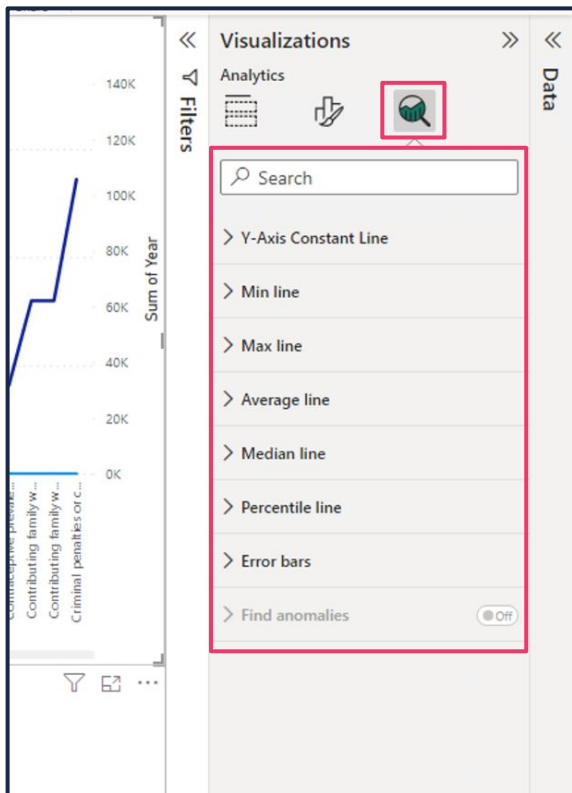 140K
120K
100K
80K
60K
40K
20K
0K
Sum of Year
Contributing family w...
Contributing family w...
Criminal penalties or c...
Filters
Visualizations
Analytics
Search
Y-Axis Constant Line
Min line
Max line
Average line
Median line
Percentile line
Error bars
Find anomalies
Off
Data